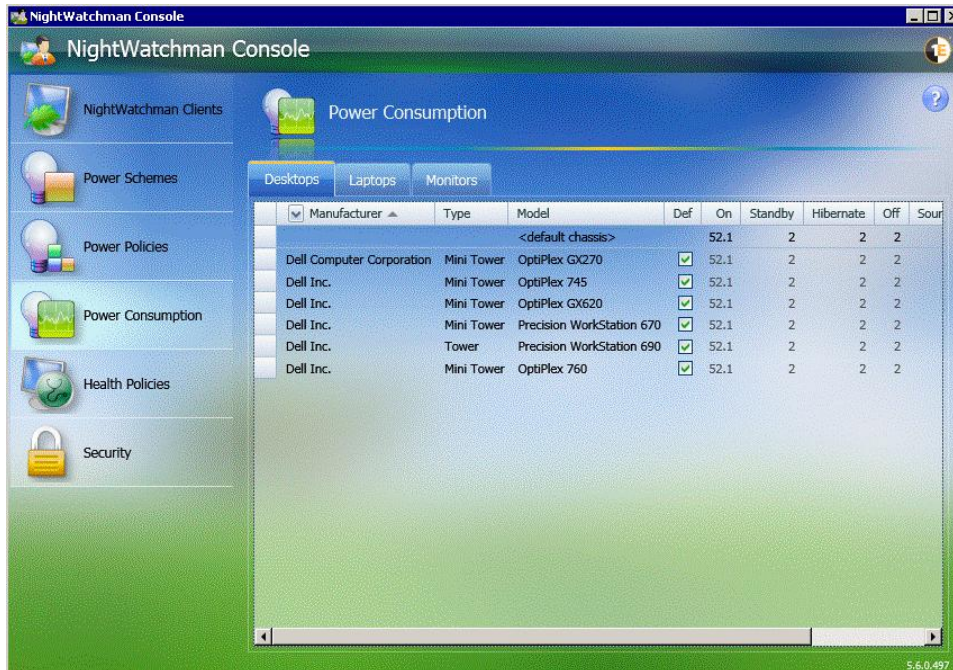 NightWatchman Console
NightWatchman Console
1E
NightWatchman Clients
Power Schemes
Power Policies
Power Consumption
Health Policies
Security
Power Consumption
?
Desktops Laptops Monitors
Manufacturer Type Model Def On Standby Hibernate Off Sour
<default chassis> 52.1 2 2 2
Dell Computer Corporation Mini Tower OptiPlex GX270 52.1 2 2 2
Dell Inc. Mini Tower OptiPlex 745 52.1 2 2 2
Dell Inc. Mini Tower OptiPlex GX620 52.1 2 2 2
Dell Inc. Mini Tower Precision WorkStation 670 52.1 2 2 2
Dell Inc. Tower Precision WorkStation 690 52.1 2 2 2
Dell Inc. Mini Tower OptiPlex 760 52.1 2 2 2
5.6.0.497